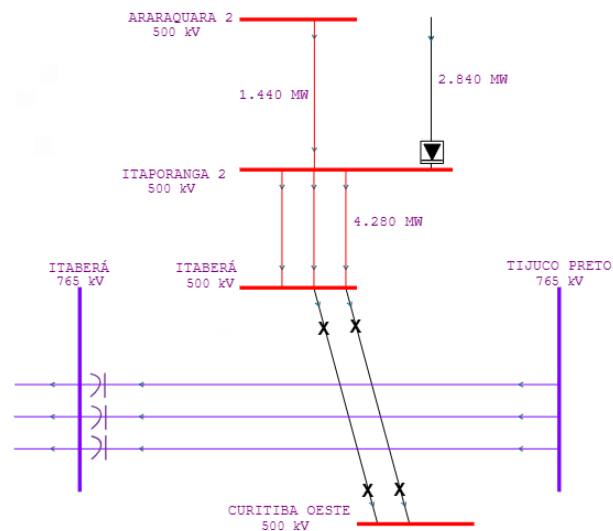 ARARAQUARA 2
500 kV
2.840 MW
1.440 MW
ITAPORANGA 2
500 kV
4.280 MW
ITABERÁ
765 kV
ITABERÁ
500 kV
TIJUCO PRETO
765 kV
X
X
X
X
CURITIBA OESTE
500 kV